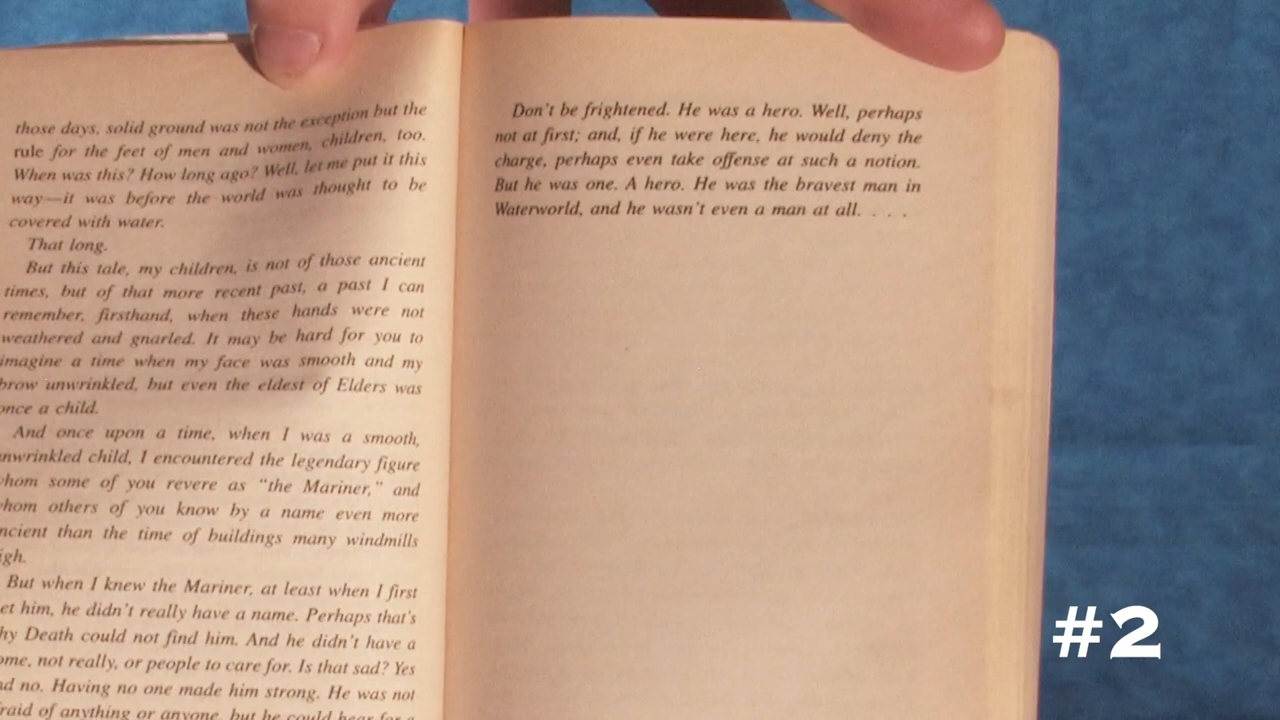 those days, solid ground was not the exception but the
rule for the feet of men and women, children, too.
When was this? How long ago? Well, let me put it this
way—it was before the world was thought to be
covered with water.
That long.
But this tale, my children, is not of those ancient
times, but of that more recent past, a past I can
remember, firsthand, when these hands were not
weathered and gnarled. It may be hard for you to
imagine a time when my face was smooth and my
brow unwrinkled, but even the eldest of Elders was
once a child.
And once upon a time, when I was a smooth,
unwrinkled child, I encountered the legendary figure
whom some of you revere as "the Mariner," and
whom others of you know by a name even more
ncient than the time of buildings many windmills
igh.
But when I knew the Mariner, at least when I first
et him, he didn't really have a name. Perhaps that's
hy Death could not find him. And he didn't have a
ome, not really, or people to care for. Is that sad? Yes
nd no. Having no one made him strong. He was not
fraid of anything or anyone, but he could hear for a
Don't be frightened. He was a hero. Well, perhaps
not at first; and, if he were here, he would deny the
charge, perhaps even take offense at such a notion.
But he was one. A hero. He was the bravest man in
Waterworld, and he wasn't even a man at all. . . .
#2